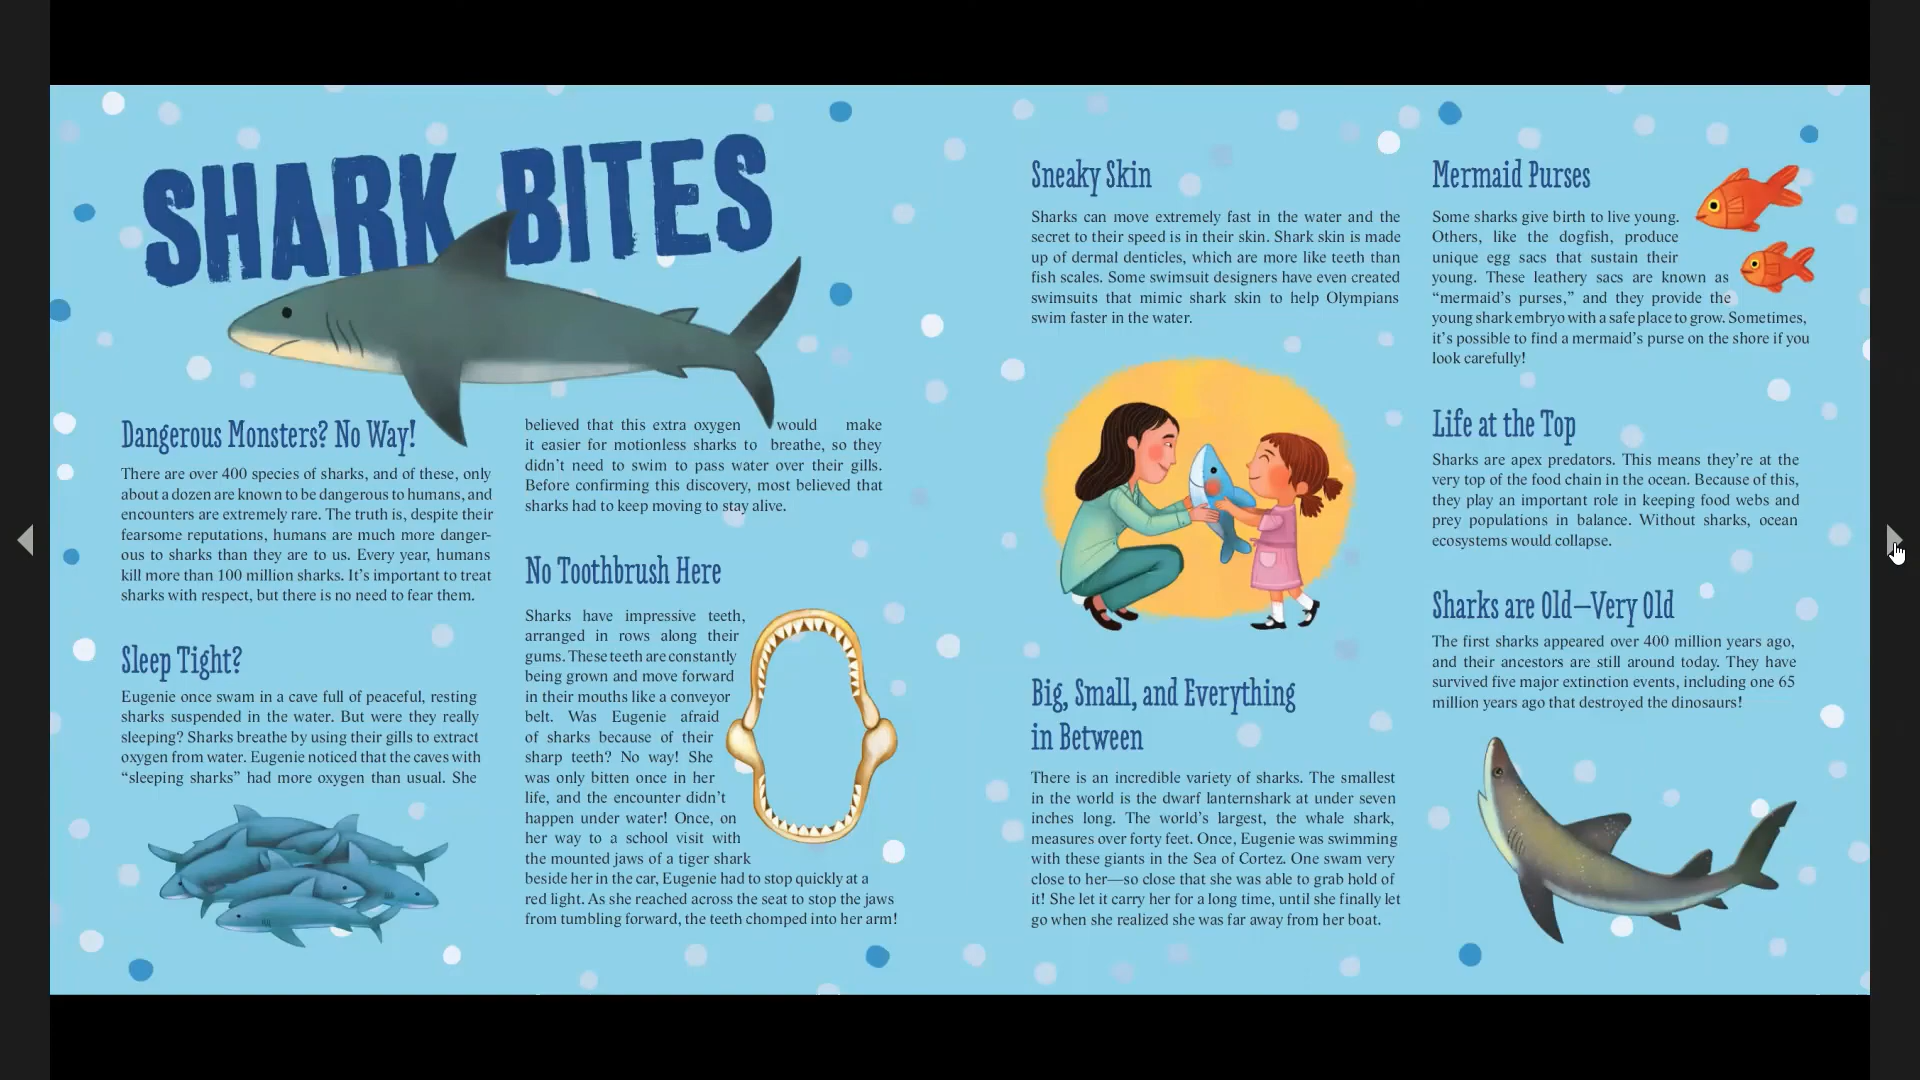 SHARK BITES
Dangerous Monsters? No Way!
There are over 400 species of sharks, and of these, only
about a dozen are known to be dangerous to humans, and
encounters are extremely rare. The truth is, despite their
fearsome reputations, humans are much more danger-
ous to sharks than they are to us. Every year, humans
kill more than 100 million sharks. It’s important to treat
sharks with respect, but there is no need to fear them.
Sleep Tight?
Eugenie once swam in a cave full of peaceful, resting
sharks suspended in the water. But were they really
sleeping? Sharks breathe by using their gills to extract
oxygen from water. Eugenie noticed that the caves with
“sleeping sharks” had more oxygen than usual. She
believed that this extra oxygen would make
it easier for motionless sharks to breathe, so they
didn’t need to swim to pass water over their gills.
Before confirming this discovery, most believed that
sharks had to keep moving to stay alive.
No Toothbrush Here
Sharks have impressive teeth,
arranged in rows along their
gums. These teeth are constantly
being grown and move forward
in their mouths like a conveyor
belt. Was Eugenie afraid
of sharks because of their
sharp teeth? No way! She
was only bitten once in her
life, and the encounter didn’t
happen under water! Once, on
her way to a school visit with
the mounted jaws of a tiger shark
beside her in the car, Eugenie had to stop quickly at a
red light. As she reached across the seat to stop the jaws
from tumbling forward, the teeth chomped into her arm!
Sneaky Skin
Sharks can move extremely fast in the water and the
secret to their speed is in their skin. Shark skin is made
up of dermal denticles, which are more like teeth than
fish scales. Some swimsuit designers have even created
swimsuits that mimic shark skin to help Olympians
swim faster in the water.
Big, Small, and Everything
in Between
There is an incredible variety of sharks. The smallest
in the world is the dwarf lanternshark at under seven
inches long. The world’s largest, the whale shark,
measures over forty feet. Once, Eugenie was swimming
with these giants in the Sea of Cortez. One swam very
close to her—so close that she was able to grab hold of
it! She let it carry her for a long time, until she finally let
go when she realized she was far away from her boat.
Mermaid Purses
Some sharks give birth to live young.
Others, like the dogfish, produce
unique egg sacs that sustain their
young. These leathery sacs are known as
“mermaid’s purses,” and they provide the
young shark embryo with a safe place to grow. Sometimes,
it’s possible to find a mermaid’s purse on the shore if you
look carefully!
Life at the Top
Sharks are apex predators. This means they’re at the
very top of the food chain in the ocean. Because of this,
they play an important role in keeping food webs and
prey populations in balance. Without sharks, ocean
ecosystems would collapse.
Sharks are Old—Very Old
The first sharks appeared over 400 million years ago,
and their ancestors are still around today. They have
survived five major extinction events, including one 65
million years ago that destroyed the dinosaurs!